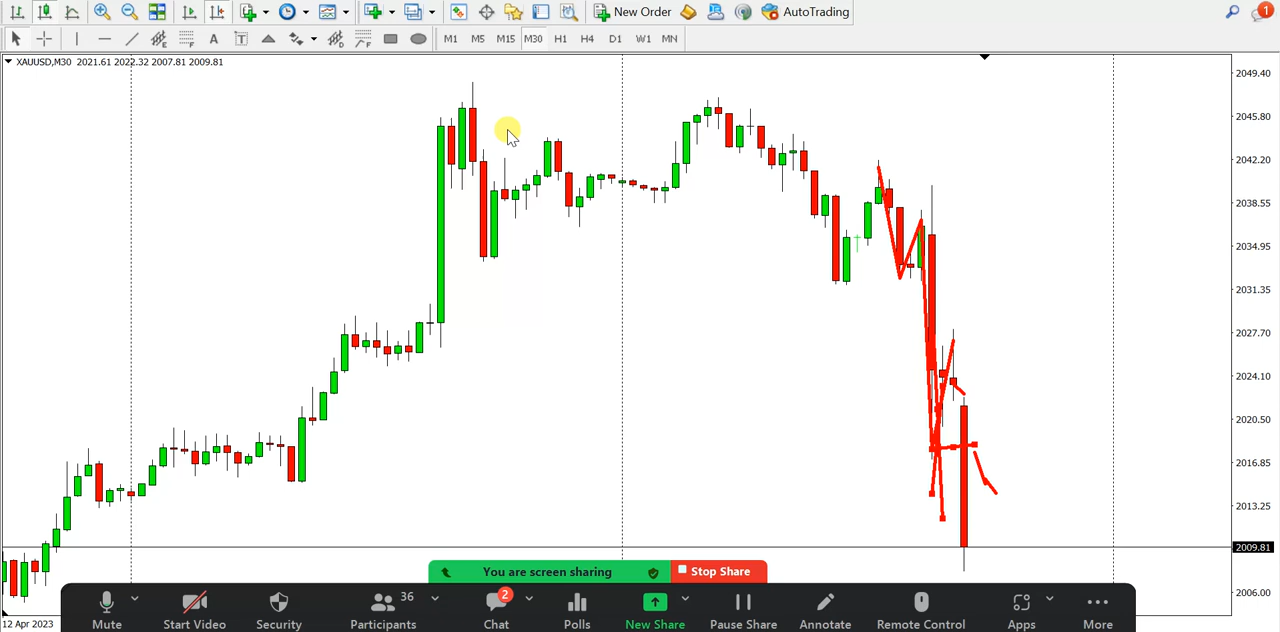 New Order AutoTrading 1
A T F M1 M5 M15 M30 H1 H4 D1 W1 MN
XAUUSD,M30 2021.61 2022.32 2007.81 2009.81
2049.40
2045.80
2042.20
2038.55
2034.95
2031.35
2027.70
2024.10
2020.50
2016.85
2013.25
2009.81
2006.00
You are screen sharing Stop Share
36 2
Mute Start Video Security Participants Chat Polls New Share Pause Share Annotate Remote Control Apps More
12 Apr 2023